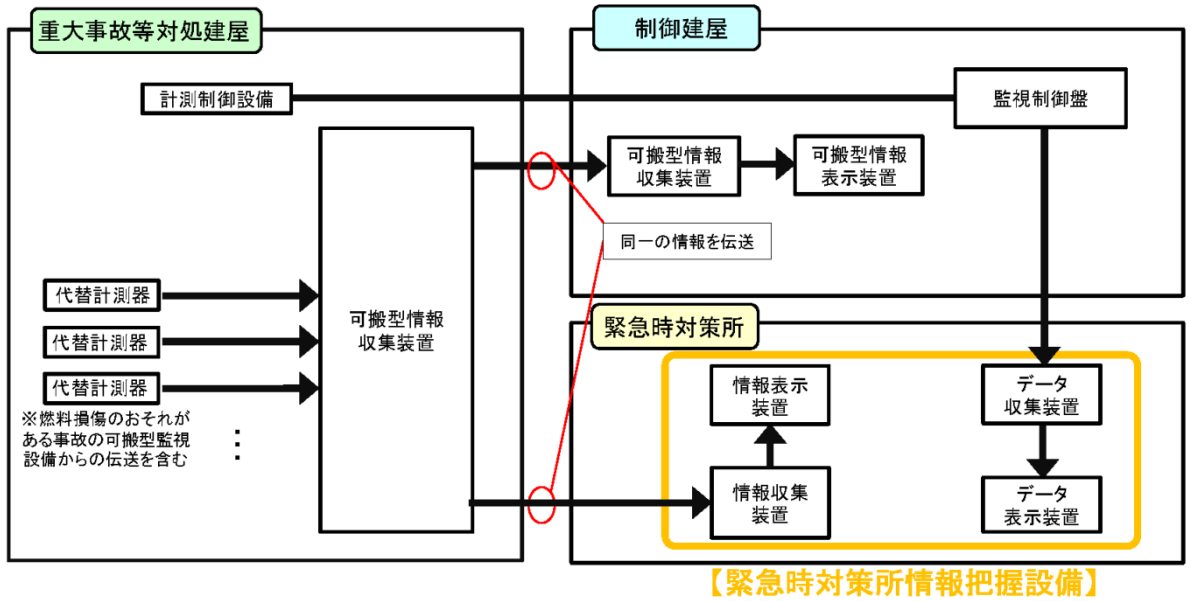 重大事故等対処建屋
計測制御設備
代替計測器
代替計測器
代替計測器
※燃料損傷のおそれが
ある事故の可搬型監視
設備からの伝送を含む
可搬型情報
収集装置
制御建屋
監視制御盤
可搬型情報
収集装置
可搬型情報
表示装置
同一の情報を伝送
緊急時対策所
情報表示
装置
情報収集
装置
データ
収集装置
データ
表示装置
【緊急時対策所情報把握設備】